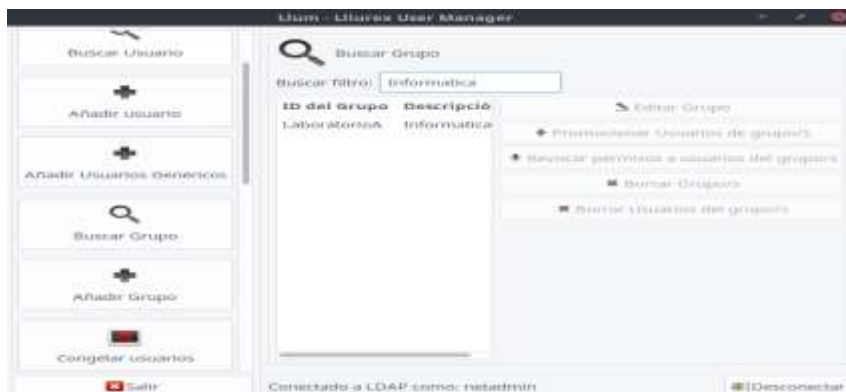 Llum - Lliurex User Manager
Buscar Usuario
Añadir usuario
Añadir Usuarios Genericos
Buscar Grupo
Añadir Grupo
Congelar usuarios
Salir
Buscar Grupo
Buscar filtro: Informatica
ID del Grupo Descripció
LaboratorioA Informatica
Editar Grupo
Promocionar Usuarios de grupo/s
Revocar permisos a usuarios del grupo/s
Borrar Grupo/s
Borrar Usuarios del grupo/s
Conectado a LDAP como: netadmin
Desconectar